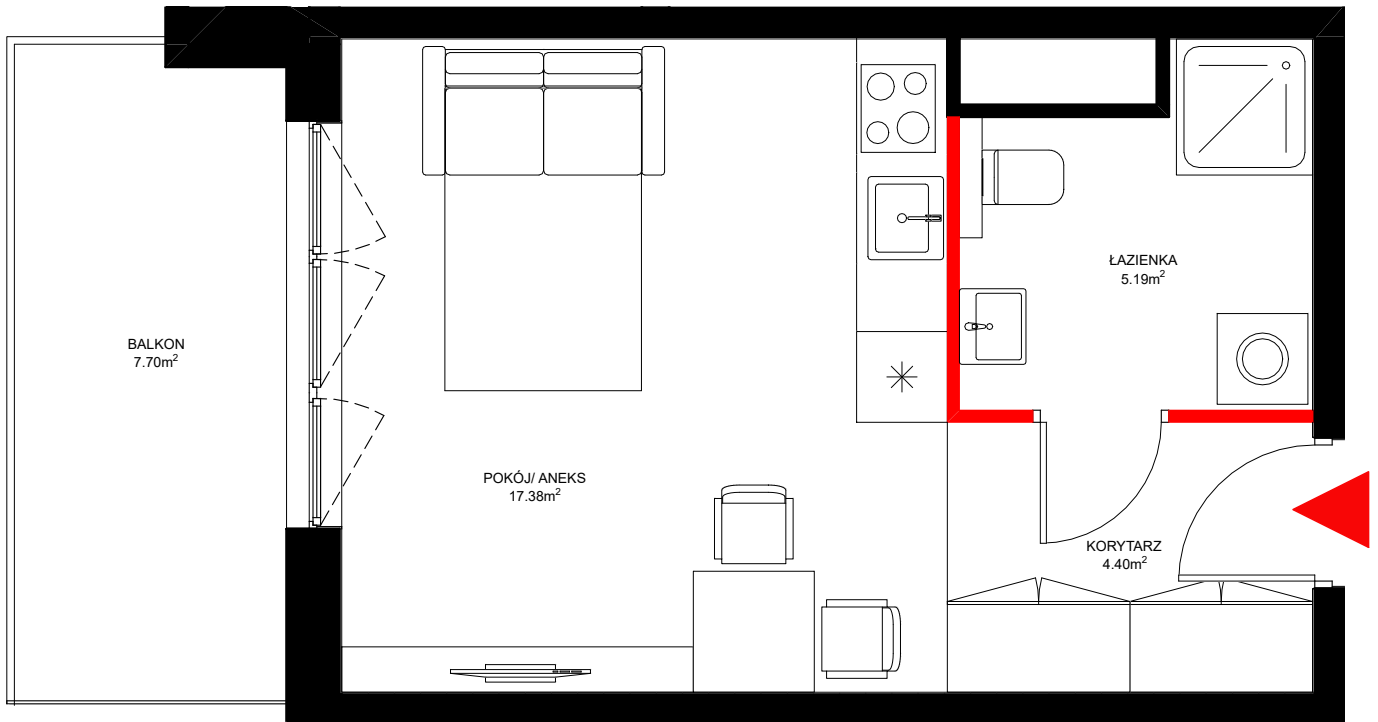 BALKON
7.70m²
POKÓJ/ ANEKS
17.38m²
ŁAZIENKA
5.19m²
KORYTARZ
4.40m²